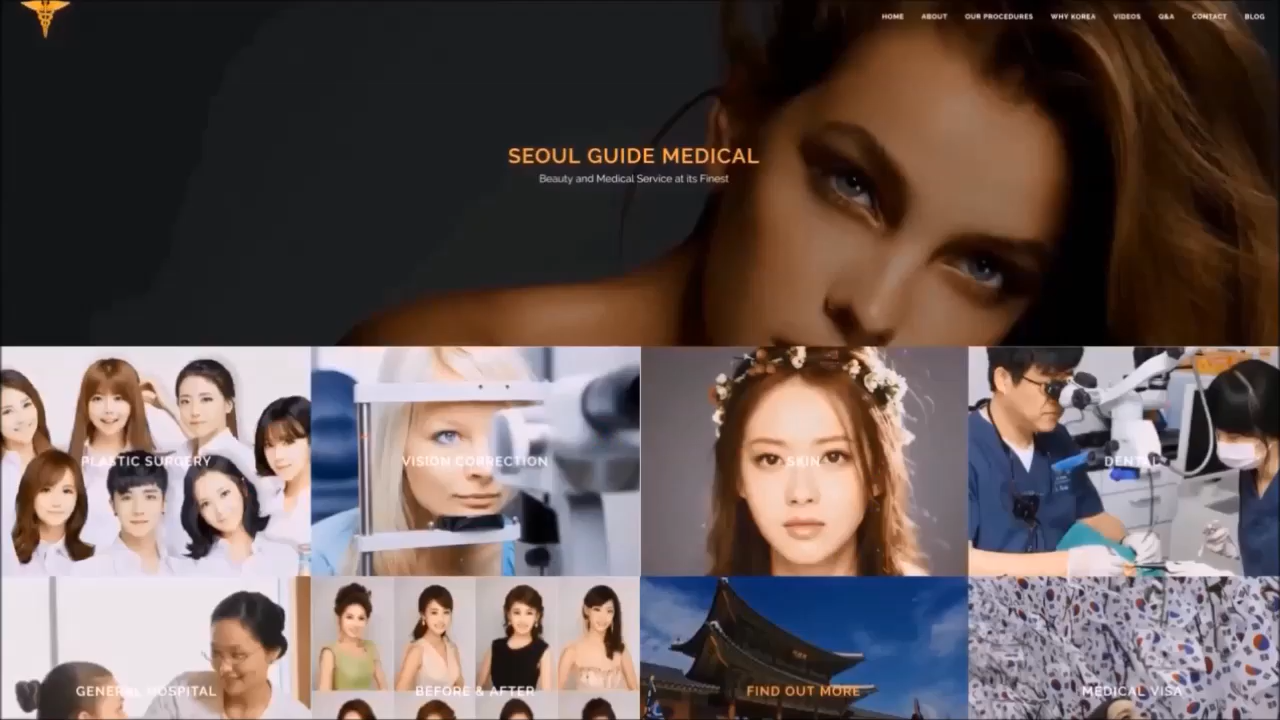 HOME ABOUT OUR PROCEDURES WHY KOREA VIDEOS Q&A CONTACT BLOG
SEOUL GUIDE MEDICAL
Beauty and Medical Service at its Finest
PLASTIC SURGERY
VISION CORRECTION
SKIN
DENTAL
GENERAL HOSPITAL
BEFORE & AFTER
FIND OUT MORE
MEDICAL VISA